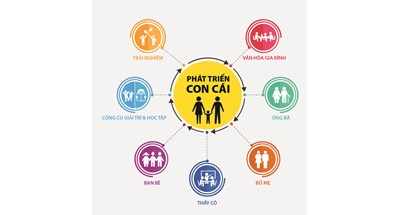 TRẢI NGHIỆM
VĂN HÓA GIA ĐÌNH
PHÁT TRIỂN
CON CÁI
CÔNG CỤ GIẢI TRÍ & HỌC TẬP
ÔNG BÀ
BẠN BÈ
BỐ MẸ
THẦY CÔ